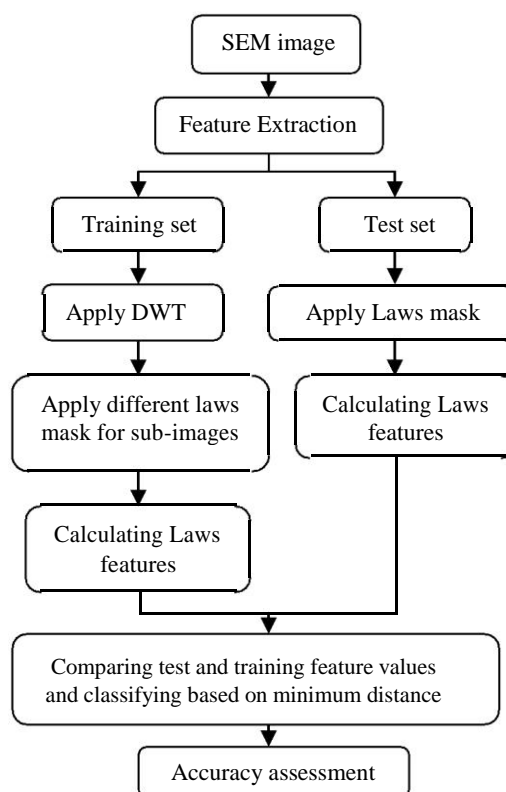 SEM image
Feature Extraction
Training set
Test set
Apply DWT
Apply Laws mask
Apply different laws
mask for sub-images
Calculating Laws
features
Calculating Laws
features
Comparing test and training feature values
and classifying based on minimum distance
Accuracy assessment